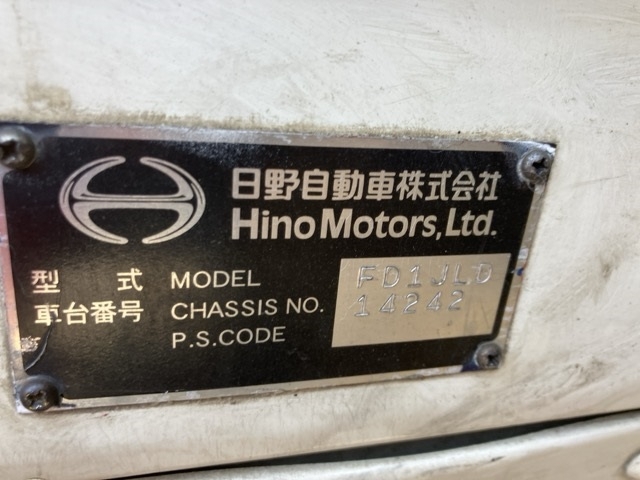 日野自動車株式会社
Hino Motors, Ltd.
型式 MODEL FD1JLD
車台番号 CHASSIS NO. 14242
P.S.CODE